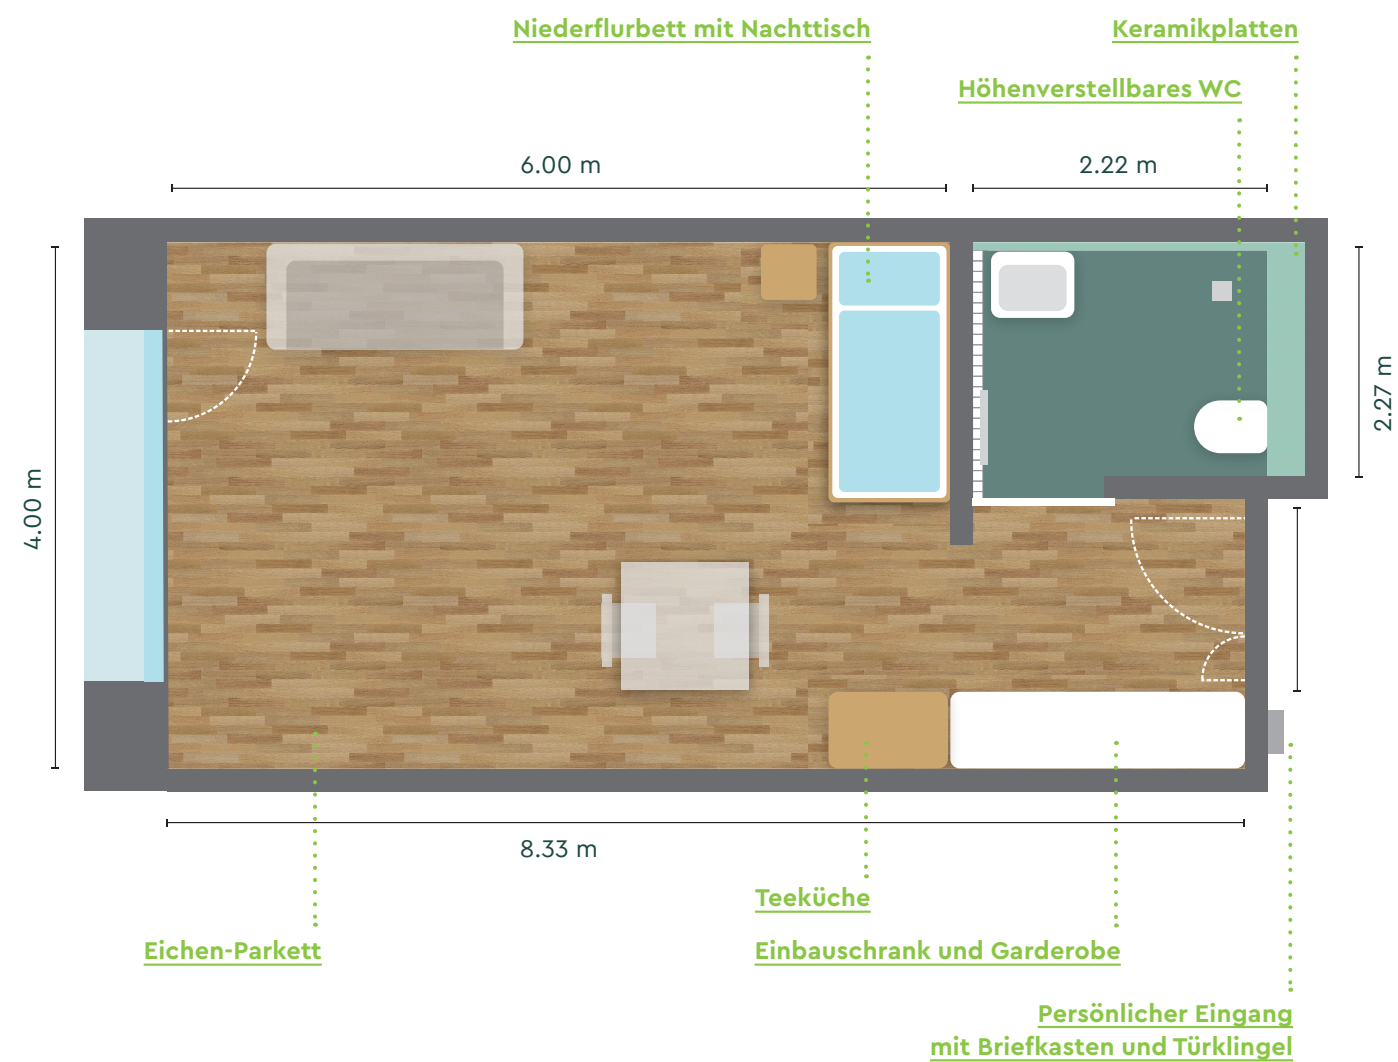 Niederflurbett mit Nachttisch
Keramikplatten
Höhenverstellbares WC
6.00 m
2.22 m
4.00 m
2.27 m
8.33 m
Teeküche
Eichen-Parkett
Einbauschrank und Garderobe
Persönlicher Eingang
mit Briefkasten und Türklingel